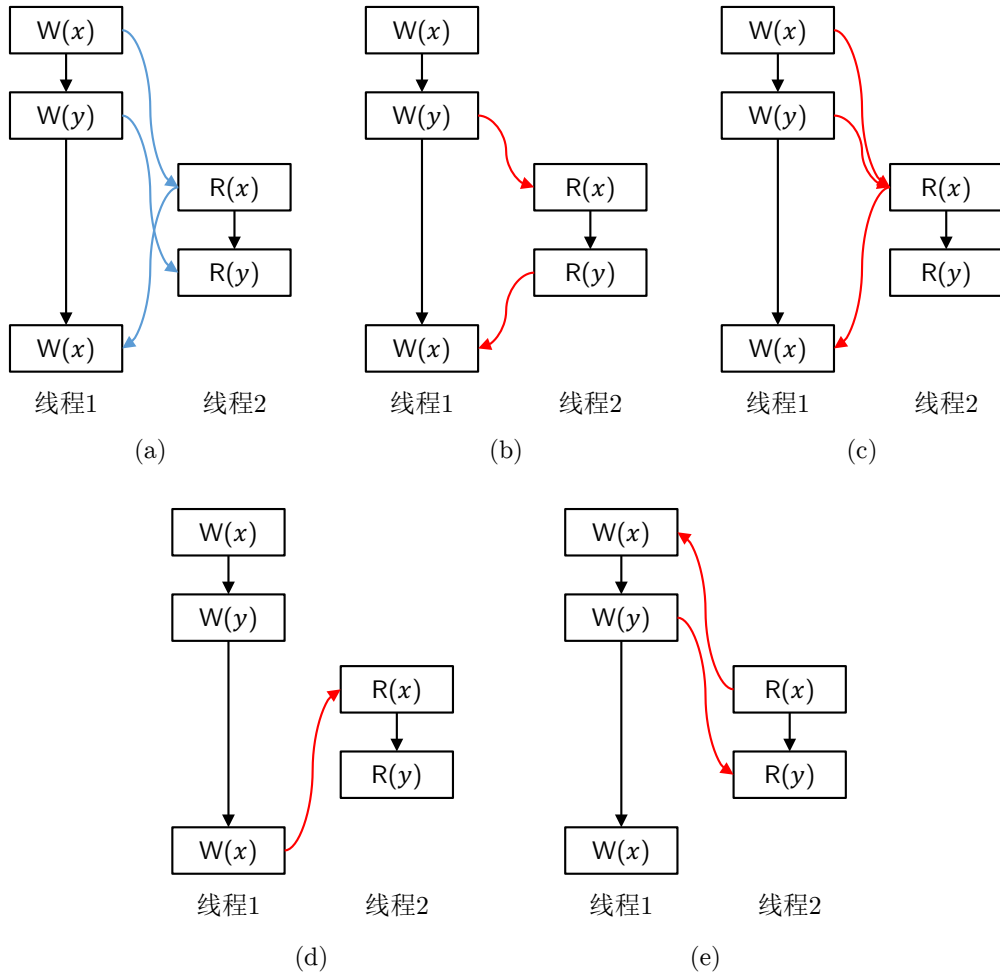 W(x) W(x) W(x)
W(y) W(y) W(y)
R(x) R(x) R(x)
R(y) R(y) R(y)
W(x) W(x) W(x)
线程1 线程2 线程1 线程2 线程1 线程2
(a) (b) (c)
W(x) W(x)
W(y) W(y)
R(x) R(x)
R(y) R(y)
W(x) W(x)
线程1 线程2 线程1 线程2
(d) (e)